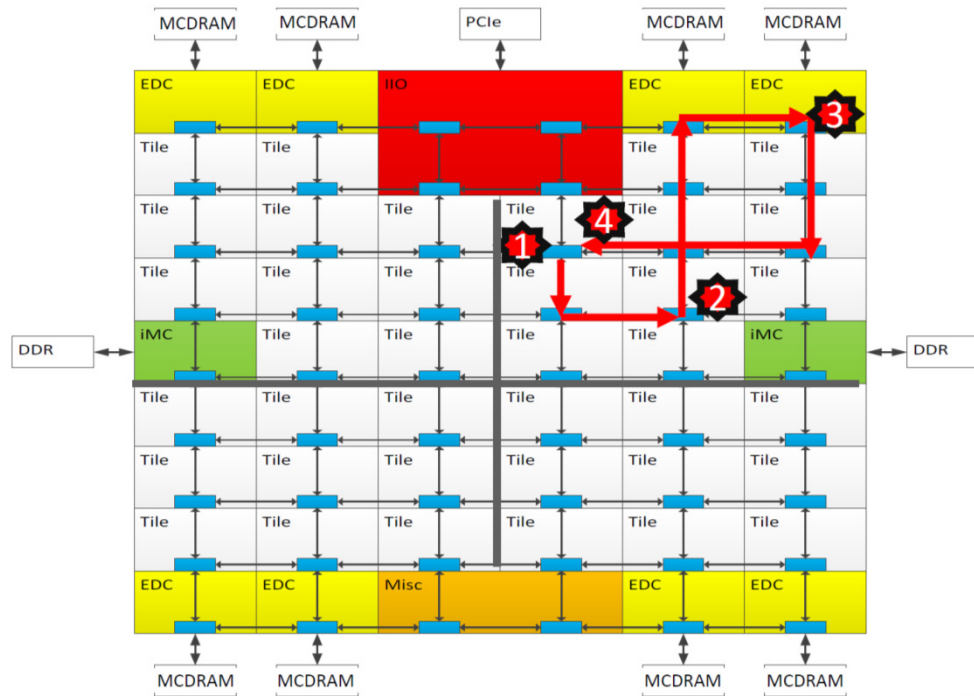 MCDRAM MCDRAM PCIe MCDRAM MCDRAM
EDC EDC IIO EDC EDC
3
Tile Tile Tile Tile
Tile Tile Tile Tile Tile Tile
1 4
Tile Tile Tile Tile Tile Tile
2
iMC Tile Tile Tile Tile iMC
DDR DDR
Tile Tile Tile Tile Tile Tile
Tile Tile Tile Tile Tile Tile
Tile Tile Tile Tile Tile Tile
EDC EDC Misc EDC EDC
MCDRAM MCDRAM MCDRAM MCDRAM